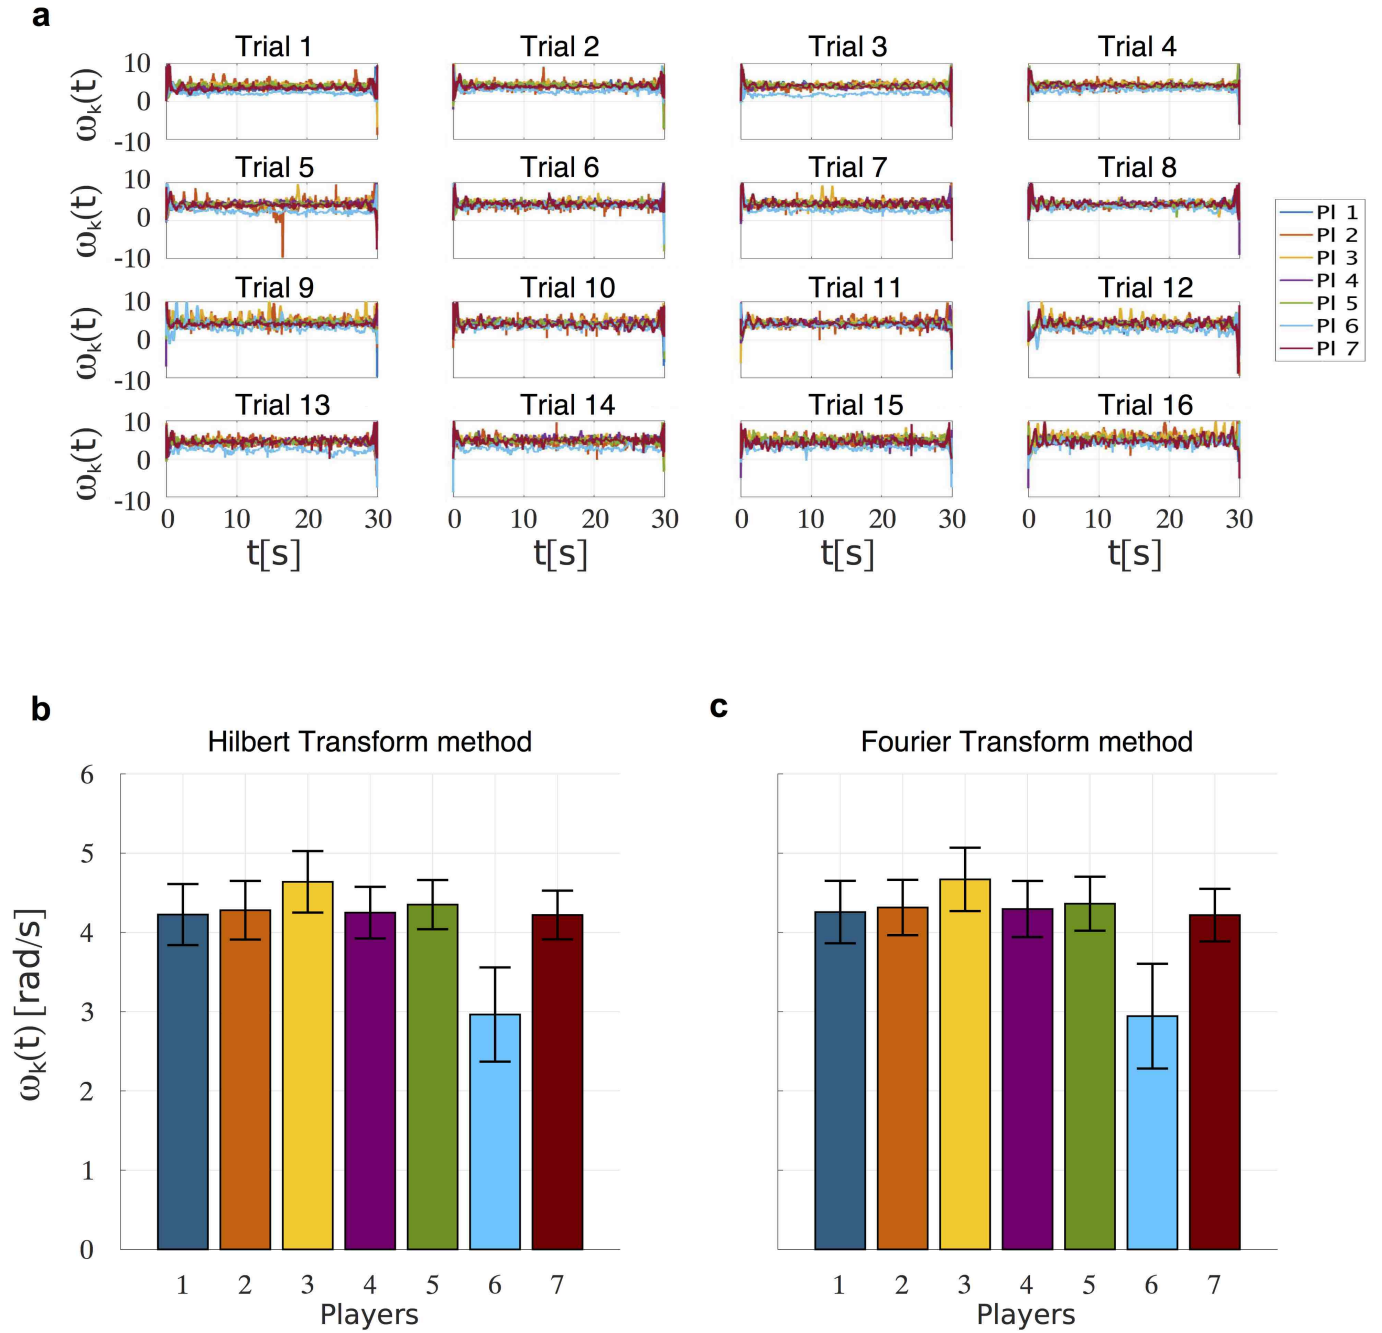 a
Trial 1 Trial 2 Trial 3 Trial 4
ωk(t) 10 0 -10
Trial 5 Trial 6 Trial 7 Trial 8
ωk(t) 10 0 -10
Trial 9 Trial 10 Trial 11 Trial 12
ωk(t) 10 0 -10
Trial 13 Trial 14 Trial 15 Trial 16
ωk(t) 10 0 -10
0 10 20 30 0 10 20 30 0 10 20 30 0 10 20 30
t[s] t[s] t[s] t[s]
Pl 1
Pl 2
Pl 3
Pl 4
Pl 5
Pl 6
Pl 7
b
Hilbert Transform method
ωk(t) [rad/s]
6
5
4
3
2
1
0
1 2 3 4 5 6 7
Players
c
Fourier Transform method
1 2 3 4 5 6 7
Players